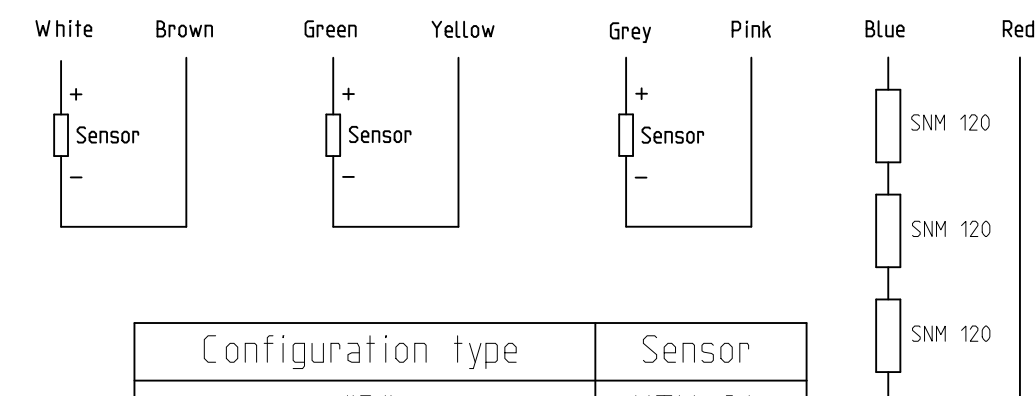 White Brown Green Yellow Grey Pink Blue Red
+ + +
SNM 120
Sensor Sensor Sensor
− − −
SNM 120
SNM 120
Configuration type Sensor